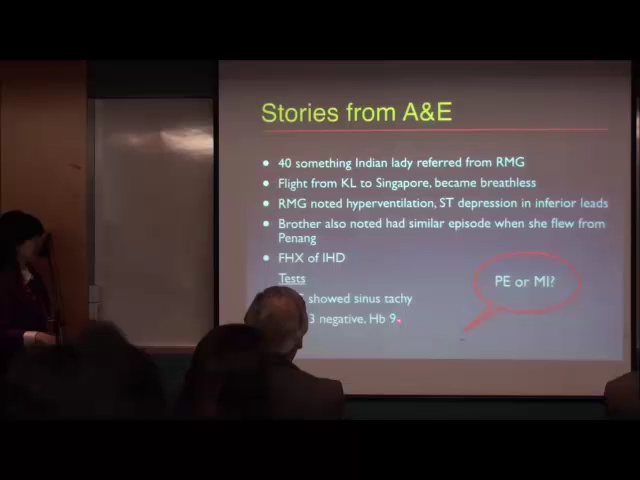 Stories from A&E
• 40 something Indian lady referred from RMG
• Flight from KL to Singapore, became breathless
• RMG noted hyperventilation, ST depression in inferior leads
• Brother also noted had similar episode when she flew from
Penang
• FHX of IHD
Tests
showed sinus tachy
3 negative, Hb 9
PE or MI?